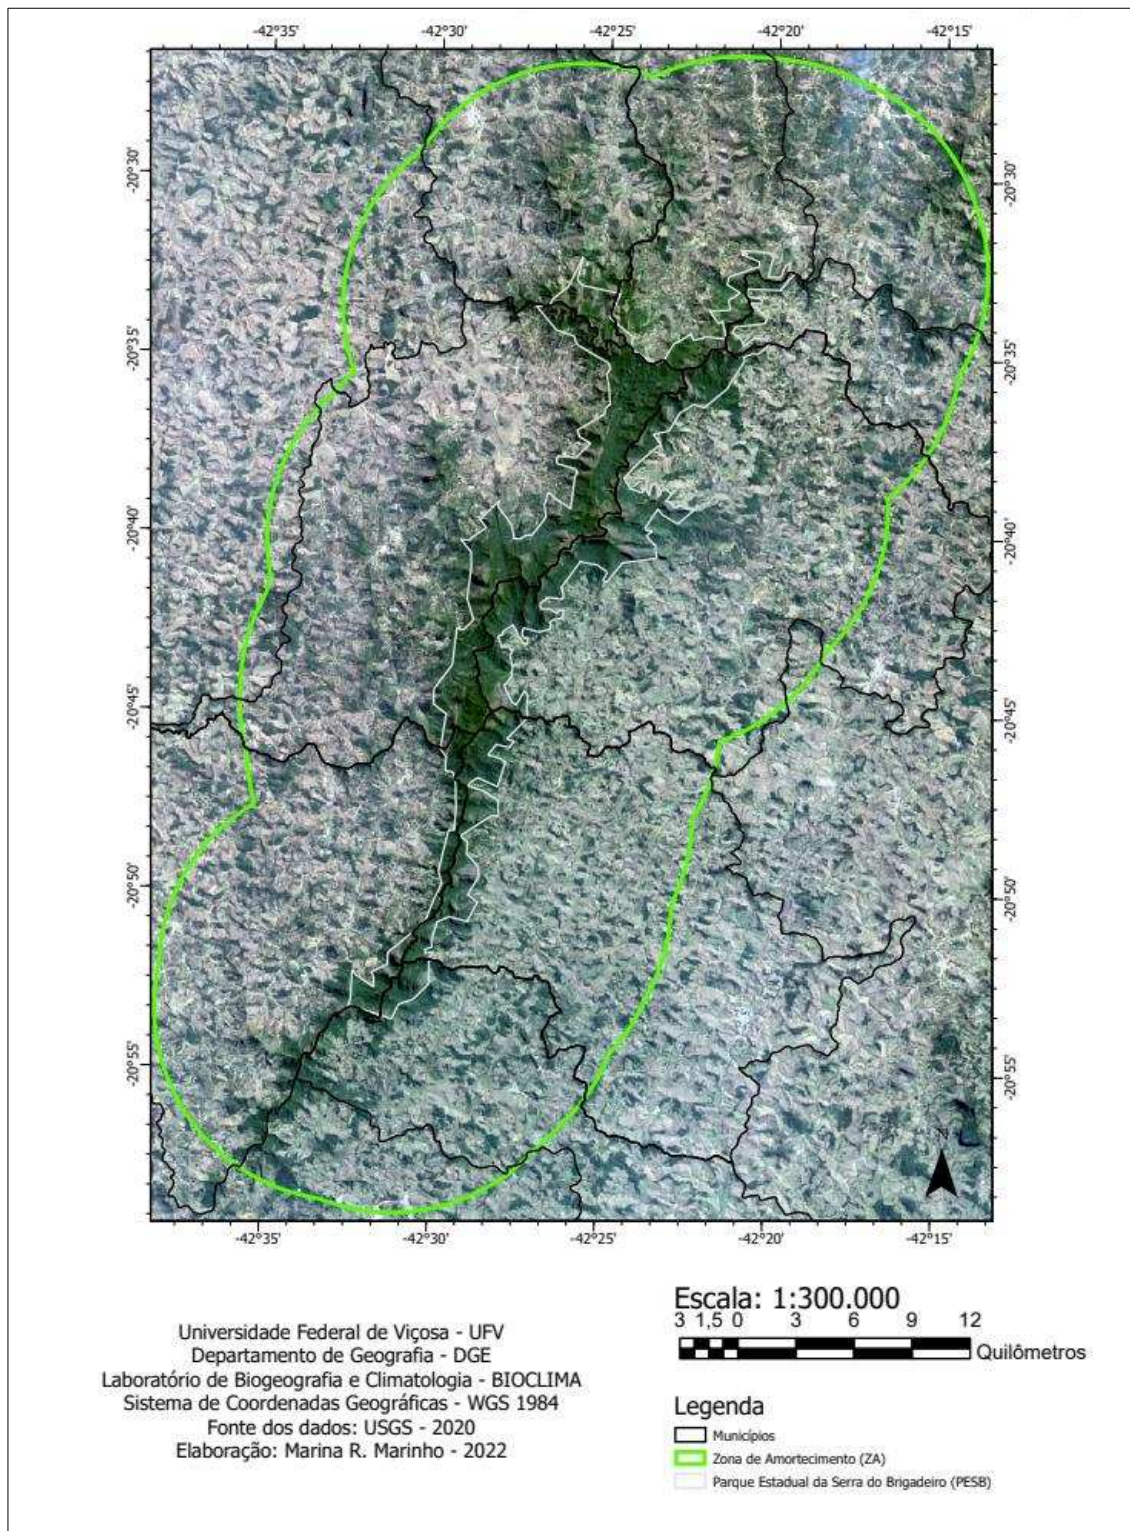 -42°35' -42°30' -42°25' -42°20' -42°15'
-20°30' -20°30'
-20°35' -20°35'
-20°40' -20°40'
-20°45' -20°45'
-20°50' -20°50'
-20°55' -20°55'
N
-42°35' -42°30' -42°25' -42°20' -42°15'
Escala: 1:300.000
3 1,5 0 3 6 9 12
Quilômetros
Universidade Federal de Viçosa - UFV
Departamento de Geografia - DGE
Laboratório de Biogeografia e Climatologia - BIOCLIMA
Sistema de Coordenadas Geográficas - WGS 1984
Fonte dos dados: USGS - 2020
Elaboração: Marina R. Marinho - 2022
Legenda
Municípios
Zona de Amortecimento (ZA)
Parque Estadual da Serra do Brigadeiro (PESB)